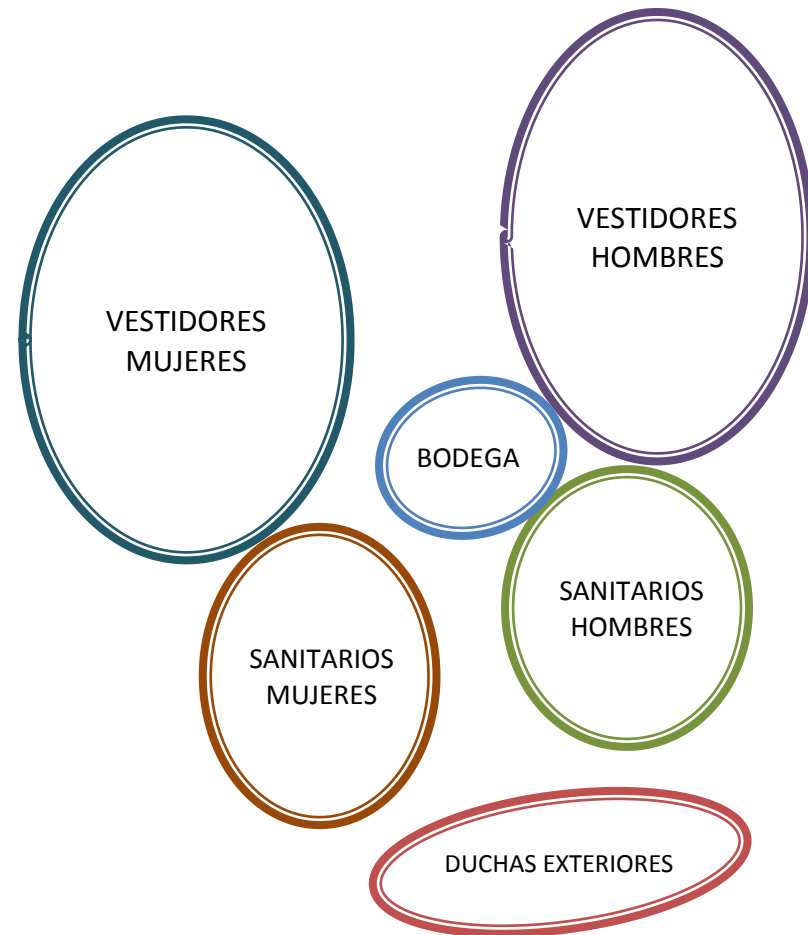 VESTIDORES
HOMBRES
VESTIDORES
MUJERES
BODEGA
SANITARIOS
HOMBRES
SANITARIOS
MUJERES
DUCHAS EXTERIORES